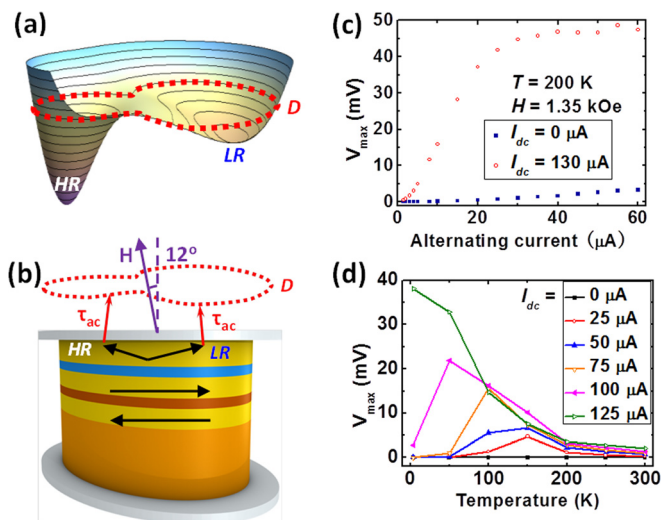 (a)
D
HR
LR
(b)
H
12°
D
τac
τac
HR
LR
(c)
50
40
30
20
10
0
Vmax (mV)
T = 200 K
H = 1.35 kOe
Idc = 0 μA
Idc = 130 μA
0 10 20 30 40 50 60
Alternating current (μA)
(d)
40
30
20
10
0
Vmax (mV)
Idc =
0 μA
25 μA
50 μA
75 μA
100 μA
125 μA
0 100 200 300
Temperature (K)